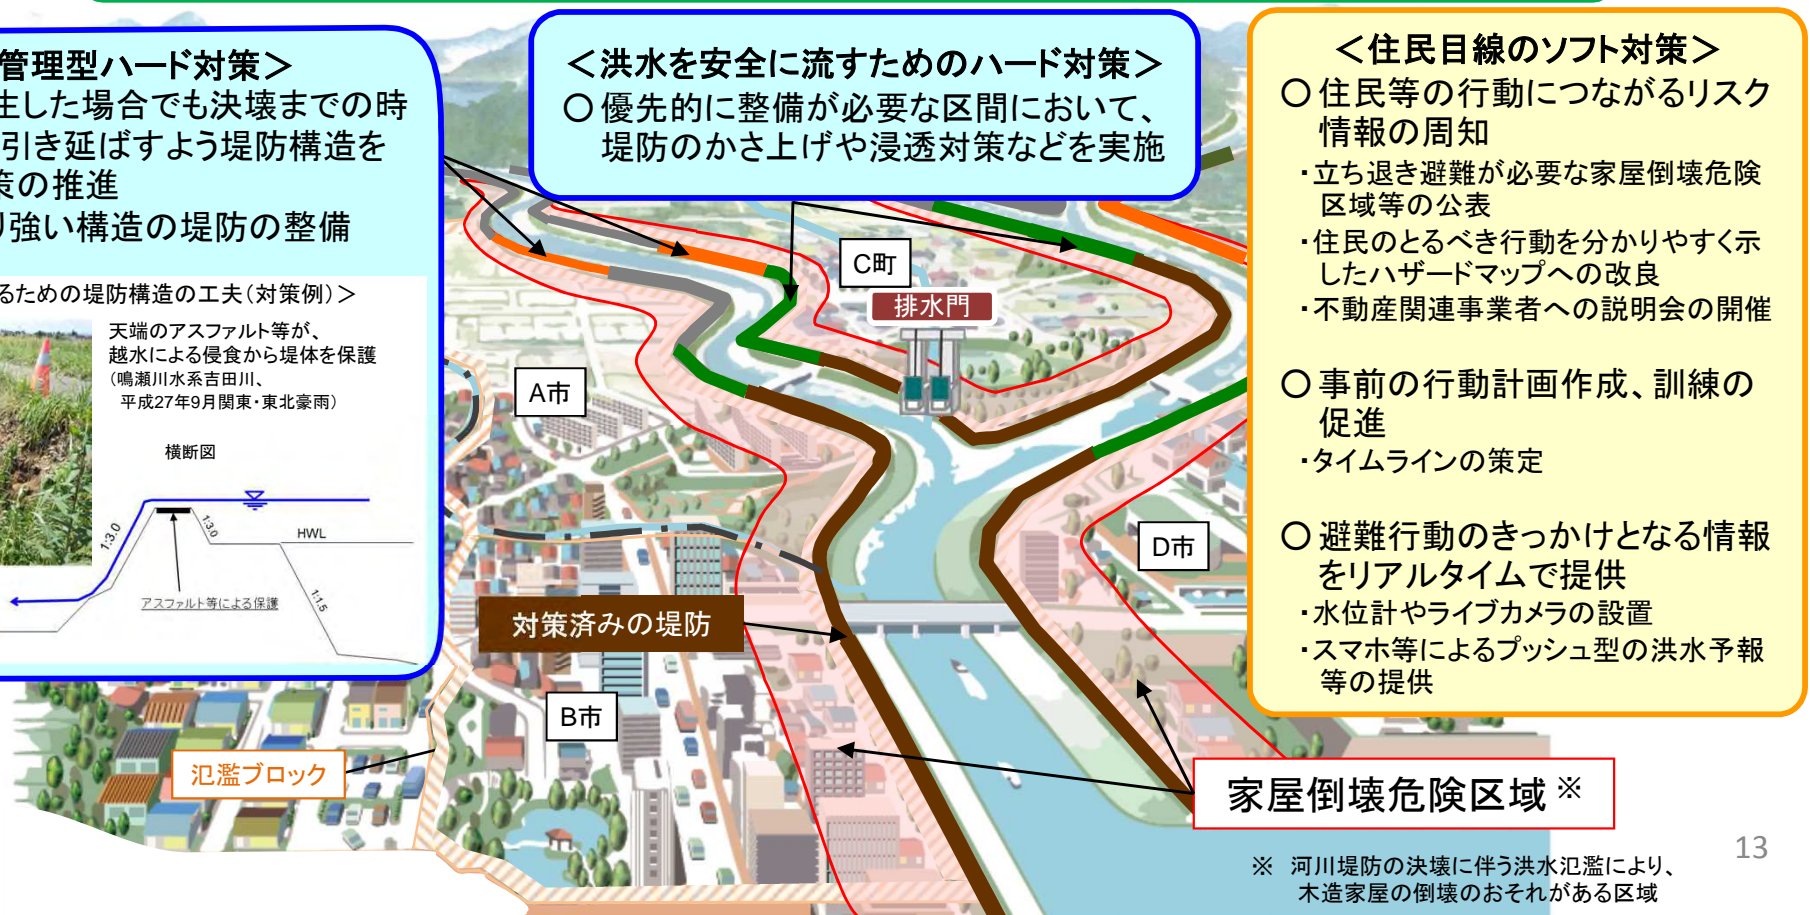 管理型ハード対策＞
生した場合でも決壊までの時
引き延ばすよう堤防構造を
策の推進
り強い構造の堤防の整備
るための堤防構造の工夫（対策例）＞
天端のアスファルト等が、
越水による侵食から堤体を保護
（鳴瀬川水系吉田川、
平成27年9月関東・東北豪雨）
横断図
1:3.0
1:3.0
HWL
1:1.5
アスファルト等による保護
＜洪水を安全に流すためのハード対策＞
○優先的に整備が必要な区間において、
堤防のかさ上げや浸透対策などを実施
＜住民目線のソフト対策＞
○住民等の行動につながるリスク
情報の周知
・立ち退き避難が必要な家屋倒壊危険
区域等の公表
・住民のとるべき行動を分かりやすく示
したハザードマップへの改良
・不動産関連事業者への説明会の開催
○事前の行動計画作成、訓練の
促進
・タイムラインの策定
○避難行動のきっかけとなる情報
をリアルタイムで提供
・水位計やライブカメラの設置
・スマホ等によるプッシュ型の洪水予報
等の提供
C町
排水門
A市
D市
対策済みの堤防
B市
氾濫ブロック
家屋倒壊危険区域※
※ 河川堤防の決壊に伴う洪水氾濫により、
木造家屋の倒壊のおそれがある区域
13